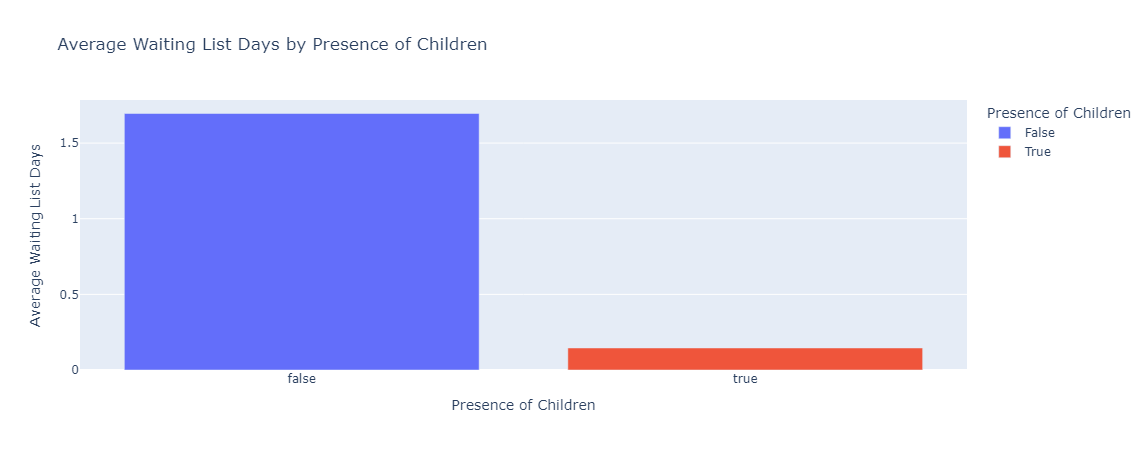 Average Waiting List Days by Presence of Children
Average Waiting List Days
1.5
1
0.5
0
false
true
Presence of Children
Presence of Children
False
True